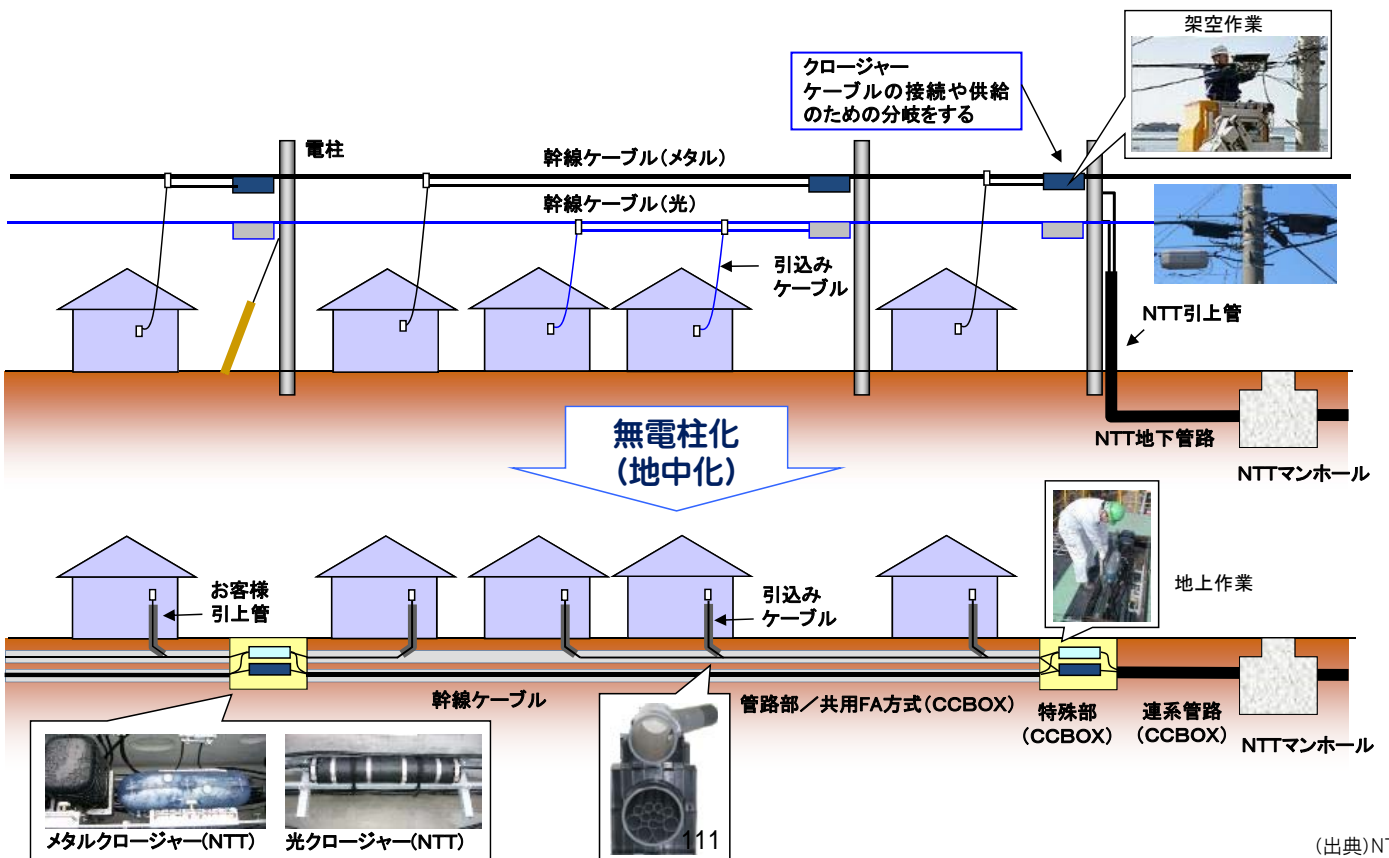 架空作業
クロージャー
ケーブルの接続や供給
のための分岐をする
電柱
幹線ケーブル(メタル)
幹線ケーブル(光)
引込み
ケーブル
NTT引上管
NTT地下管路
NTTマンホール
無電柱化
(地中化)
地上作業
お客様
引上管
引込み
ケーブル
幹線ケーブル
管路部/共用FA方式(CCBOX)
特殊部
(CCBOX)
連系管路
(CCBOX)
NTTマンホール
メタルクロージャー(NTT)
光クロージャー(NTT)
111
(出典)NT